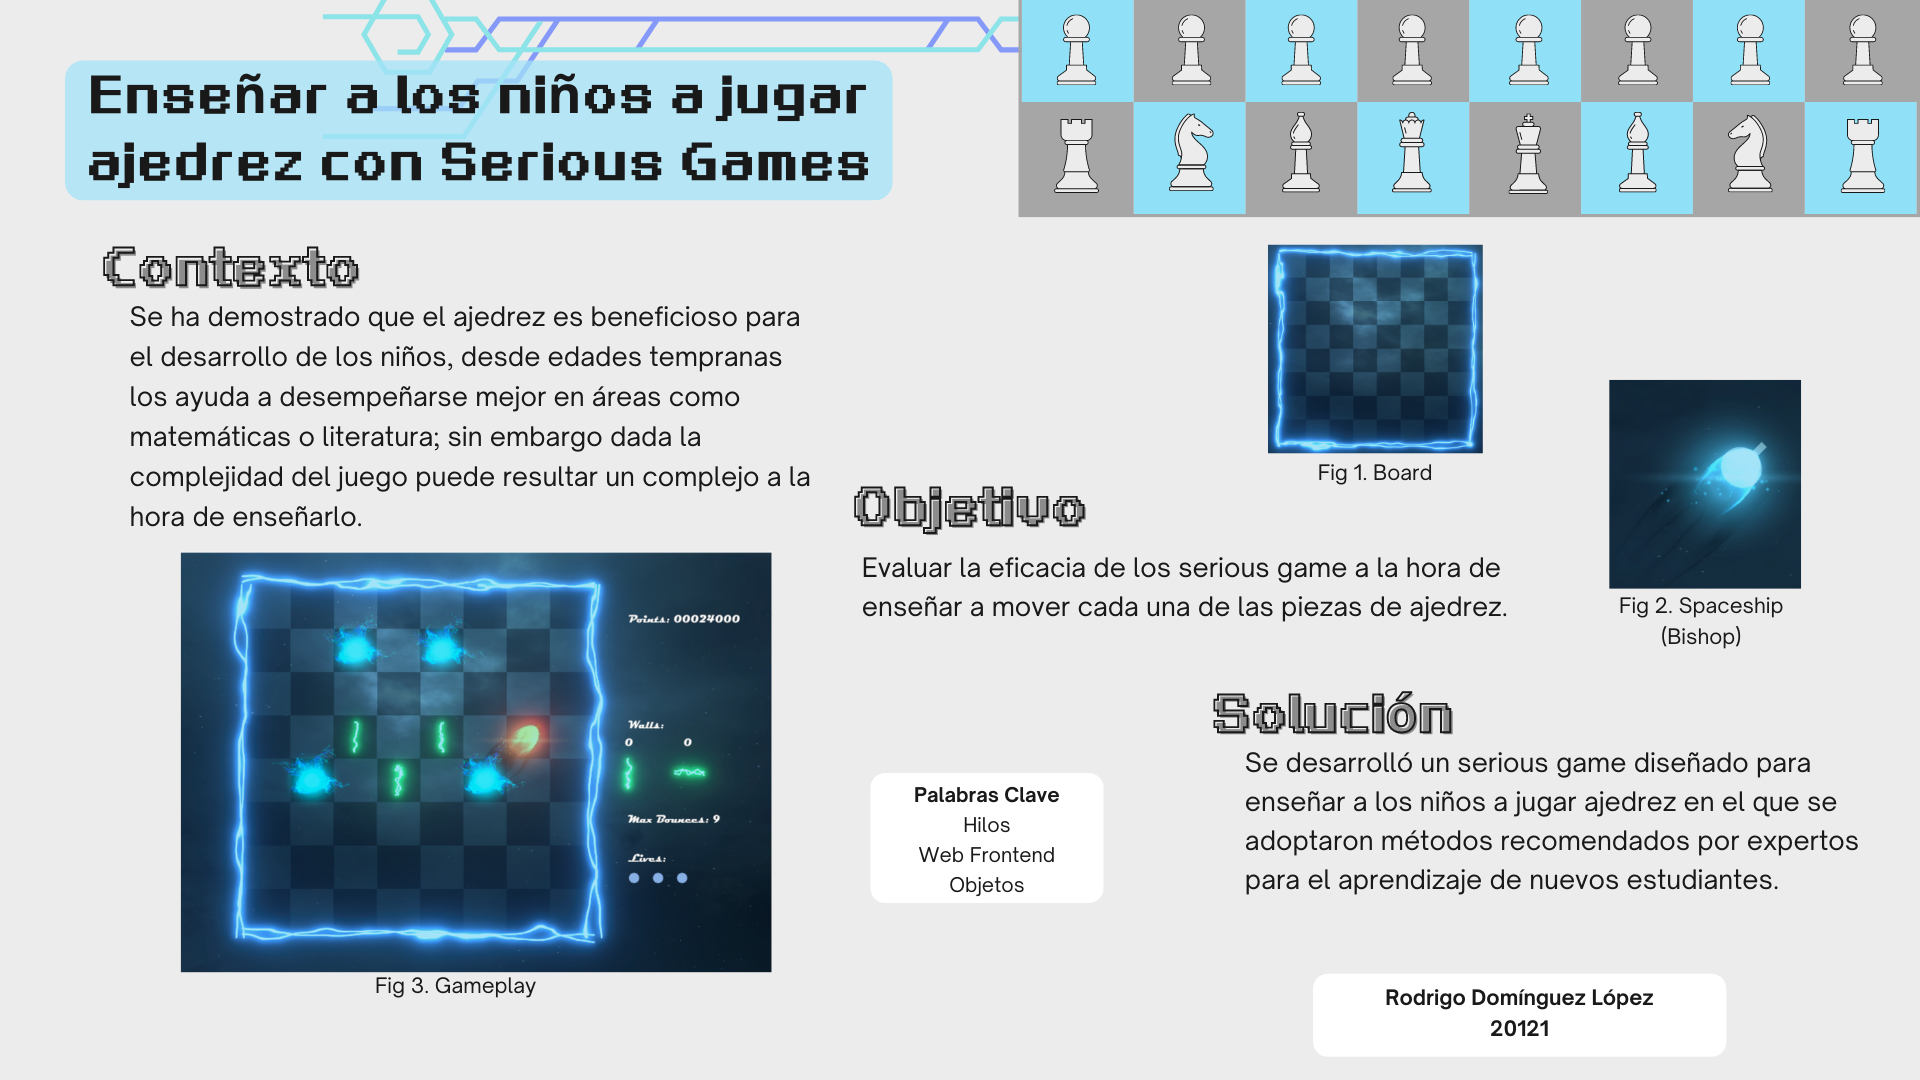 Enseñar a los niños a jugar
ajedrez con Serious Games
Contexto
Se ha demostrado que el ajedrez es beneficioso para
el desarrollo de los niños, desde edades tempranas
los ayuda a desempeñarse mejor en áreas como
matemáticas o literatura; sin embargo dada la
complejidad del juego puede resultar un complejo a la
hora de enseñarlo.
Points: 00024000
Walls:
0 0
Max Bounces: 9
Lives:
Fig 3. Gameplay
Fig 1. Board
Fig 2. Spaceship
(Bishop)
Objetivo
Evaluar la eficacia de los serious game a la hora de
enseñar a mover cada una de las piezas de ajedrez.
Palabras Clave
Hilos
Web Frontend
Objetos
Solución
Se desarrolló un serious game diseñado para
enseñar a los niños a jugar ajedrez en el que se
adoptaron métodos recomendados por expertos
para el aprendizaje de nuevos estudiantes.
Rodrigo Domínguez López
20121